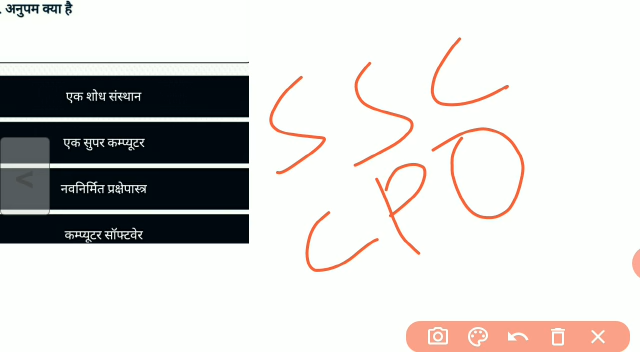 . अनुपम क्या है
एक शोध संस्थान
एक सुपर कम्प्यूटर
नवनिर्मित प्रक्षेपास्त्र
कम्प्यूटर सॉफ्टवेर
SSC
CPO